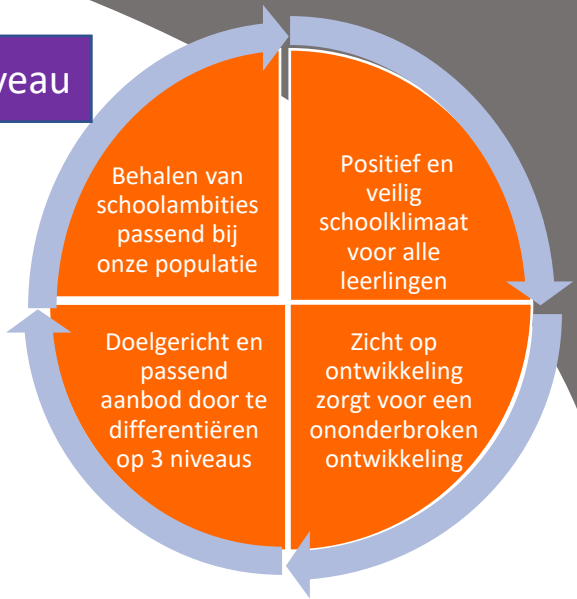 veau
Behalen van
schoolambities
passend bij
onze populatie
Positief en
veilig
schoolklimaat
voor alle
leerlingen
Doelgericht en
passend
aanbod door te
differentiëren
op 3 niveaus
Zicht op
ontwikkeling
zorgt voor een
ononderbroken
ontwikkeling